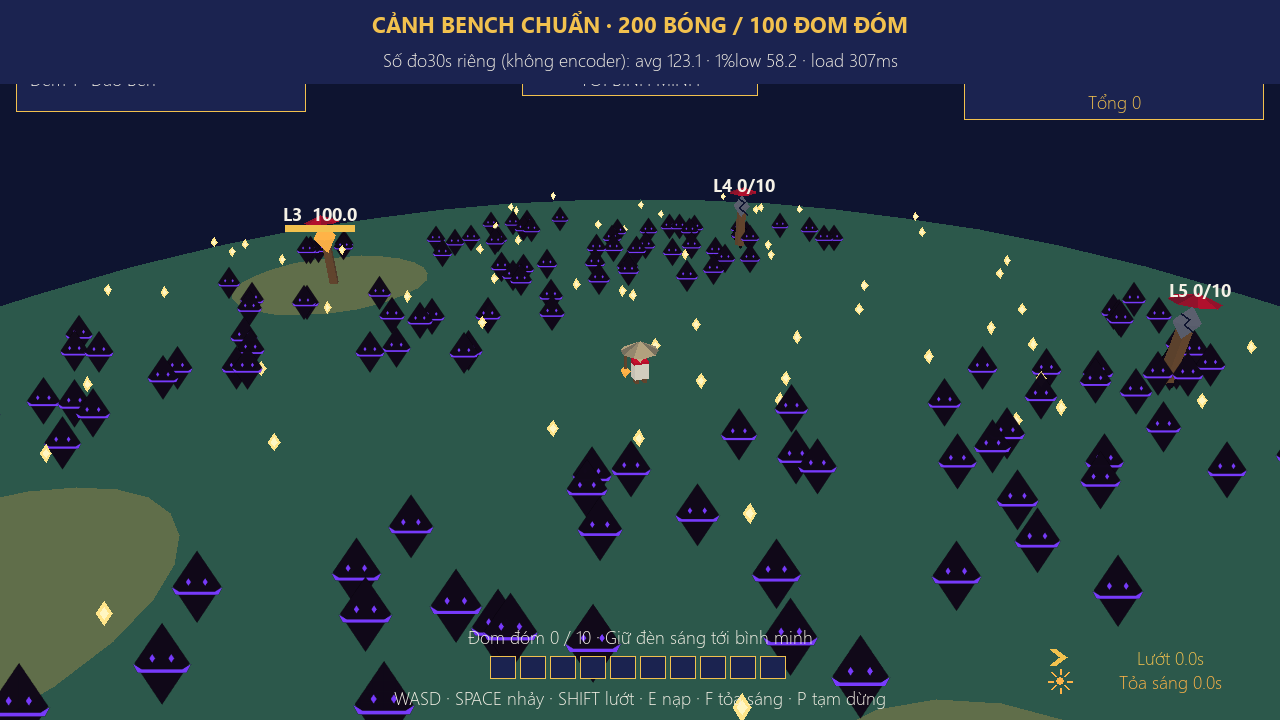 CẢNH BENCH CHUẨN · 200 BÓNG / 100 ĐOM ĐÓM
Số đo30s riêng (không encoder): avg 123.1 · 1%low 58.2 · load 307ms
Tổng 0
L4 0/10
L3 100.0
L5 0/10
Đom đóm 0 / 10 · Giữ đèn sáng tới bình minh
Lướt 0.0s
Tỏa sáng 0.0s
WASD · SPACE nhảy · SHIFT lướt · E nạp · F tỏa sáng · P tạm dừng